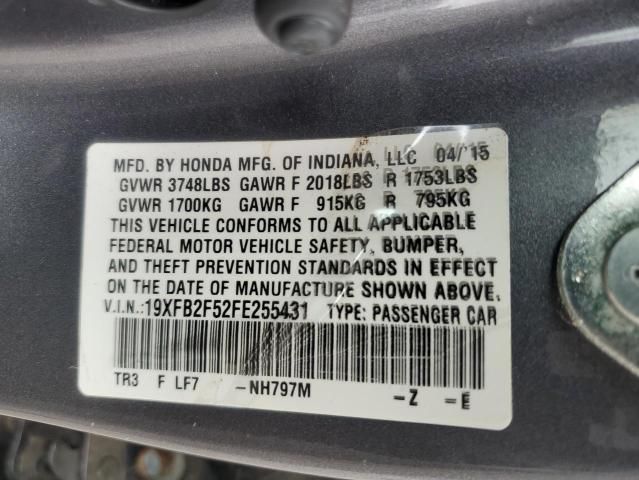 MFD. BY HONDA MFG. OF INDIANA, LLC 04/'15
GVWR 3748LBS GAWR F 2018LBS R 1753LBS
GVWR 1700KG GAWR F 915KG R 795KG
THIS VEHICLE CONFORMS TO ALL APPLICABLE
FEDERAL MOTOR VEHICLE SAFETY, BUMPER,
AND THEFT PREVENTION STANDARDS IN EFFECT
ON THE DATE OF MANUFACTURE SHOWN ABOVE.
V.I.N.:19XFB2F52FE255431 TYPE: PASSENGER CAR
TR3 F LF7 -NH797M -Z =E